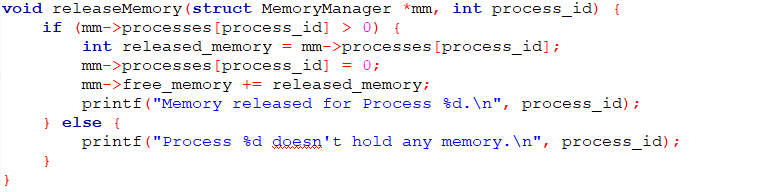 void releaseMemory(struct MemoryManager *mm, int process_id) {
    if (mm->processes[process_id] > 0) {
        int released_memory = mm->processes[process_id];
        mm->processes[process_id] = 0;
        mm->free_memory += released_memory;
        printf("Memory released for Process %d.\n", process_id);
    } else {
        printf("Process %d doesn't hold any memory.\n", process_id);
    }
}